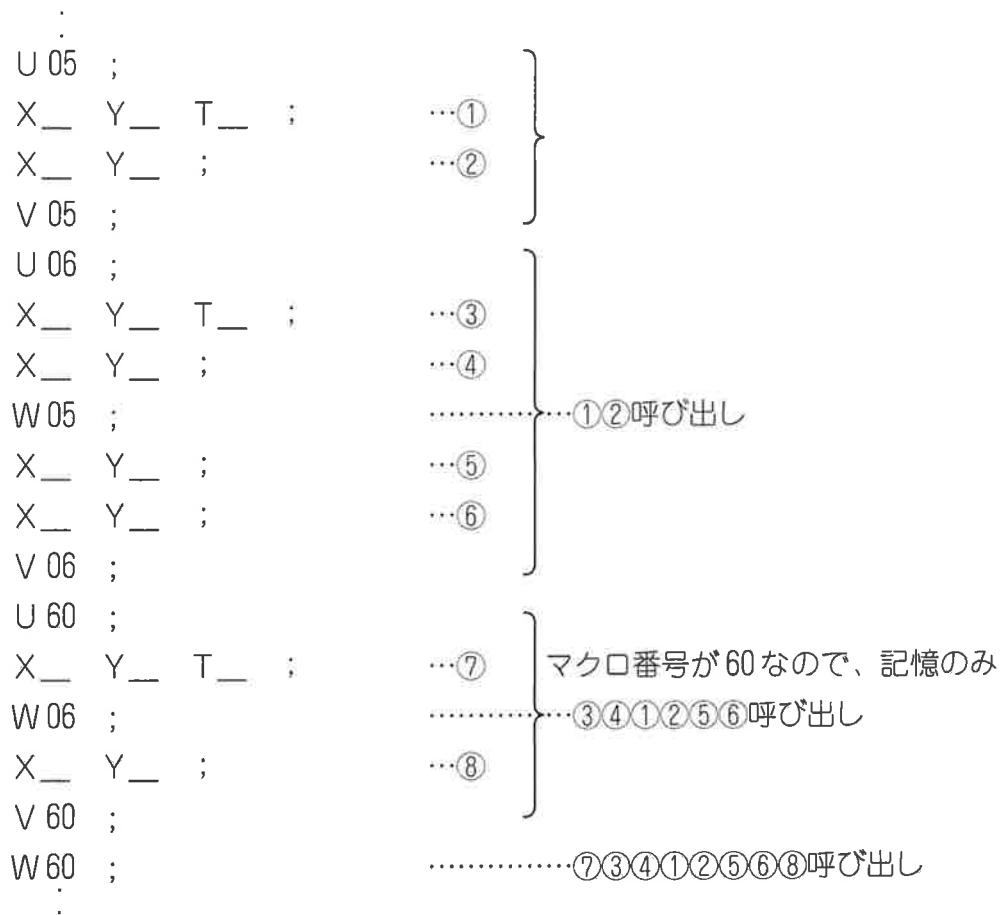 U 05 ;
X__ Y__ T__ ; …①
X__ Y__ ; …②
V 05 ;
U 06 ;
X__ Y__ T__ ; …③
X__ Y__ ; …④
W 05 ; ……………①②呼び出し
X__ Y__ ; …⑤
X__ Y__ ; …⑥
V 06 ;
U 60 ;
X__ Y__ T__ ; …⑦ マクロ番号が60なので、記憶のみ
W 06 ; ……………③④①②⑤⑥呼び出し
X__ Y__ ; …⑧
V 60 ;
W 60 ; ……………⑦③④①②⑤⑥⑧呼び出し